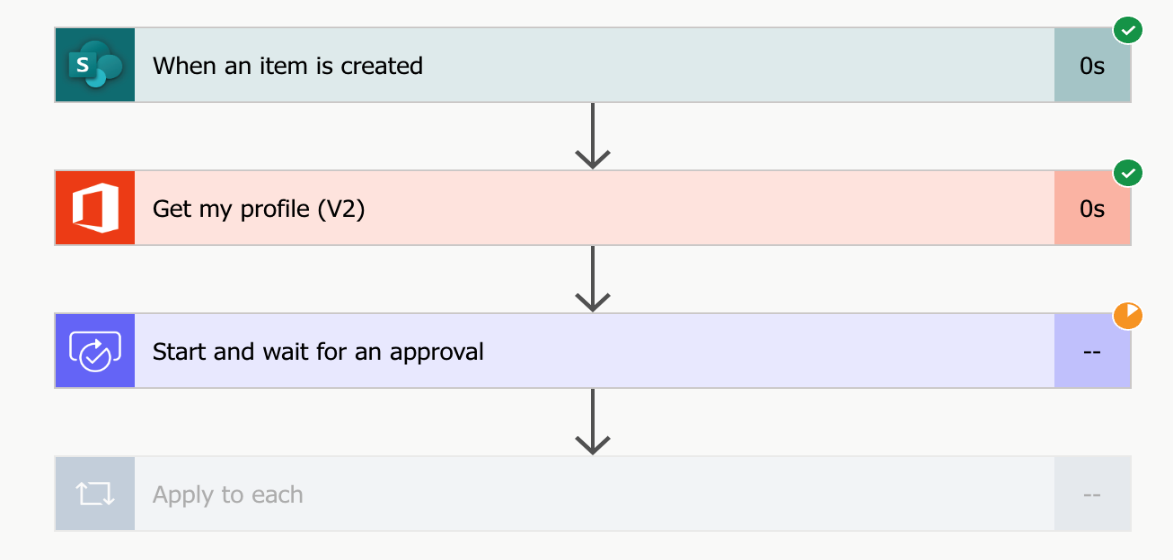 S
When an item is created
0s
Get my profile (V2)
0s
Start and wait for an approval
--
Apply to each
--